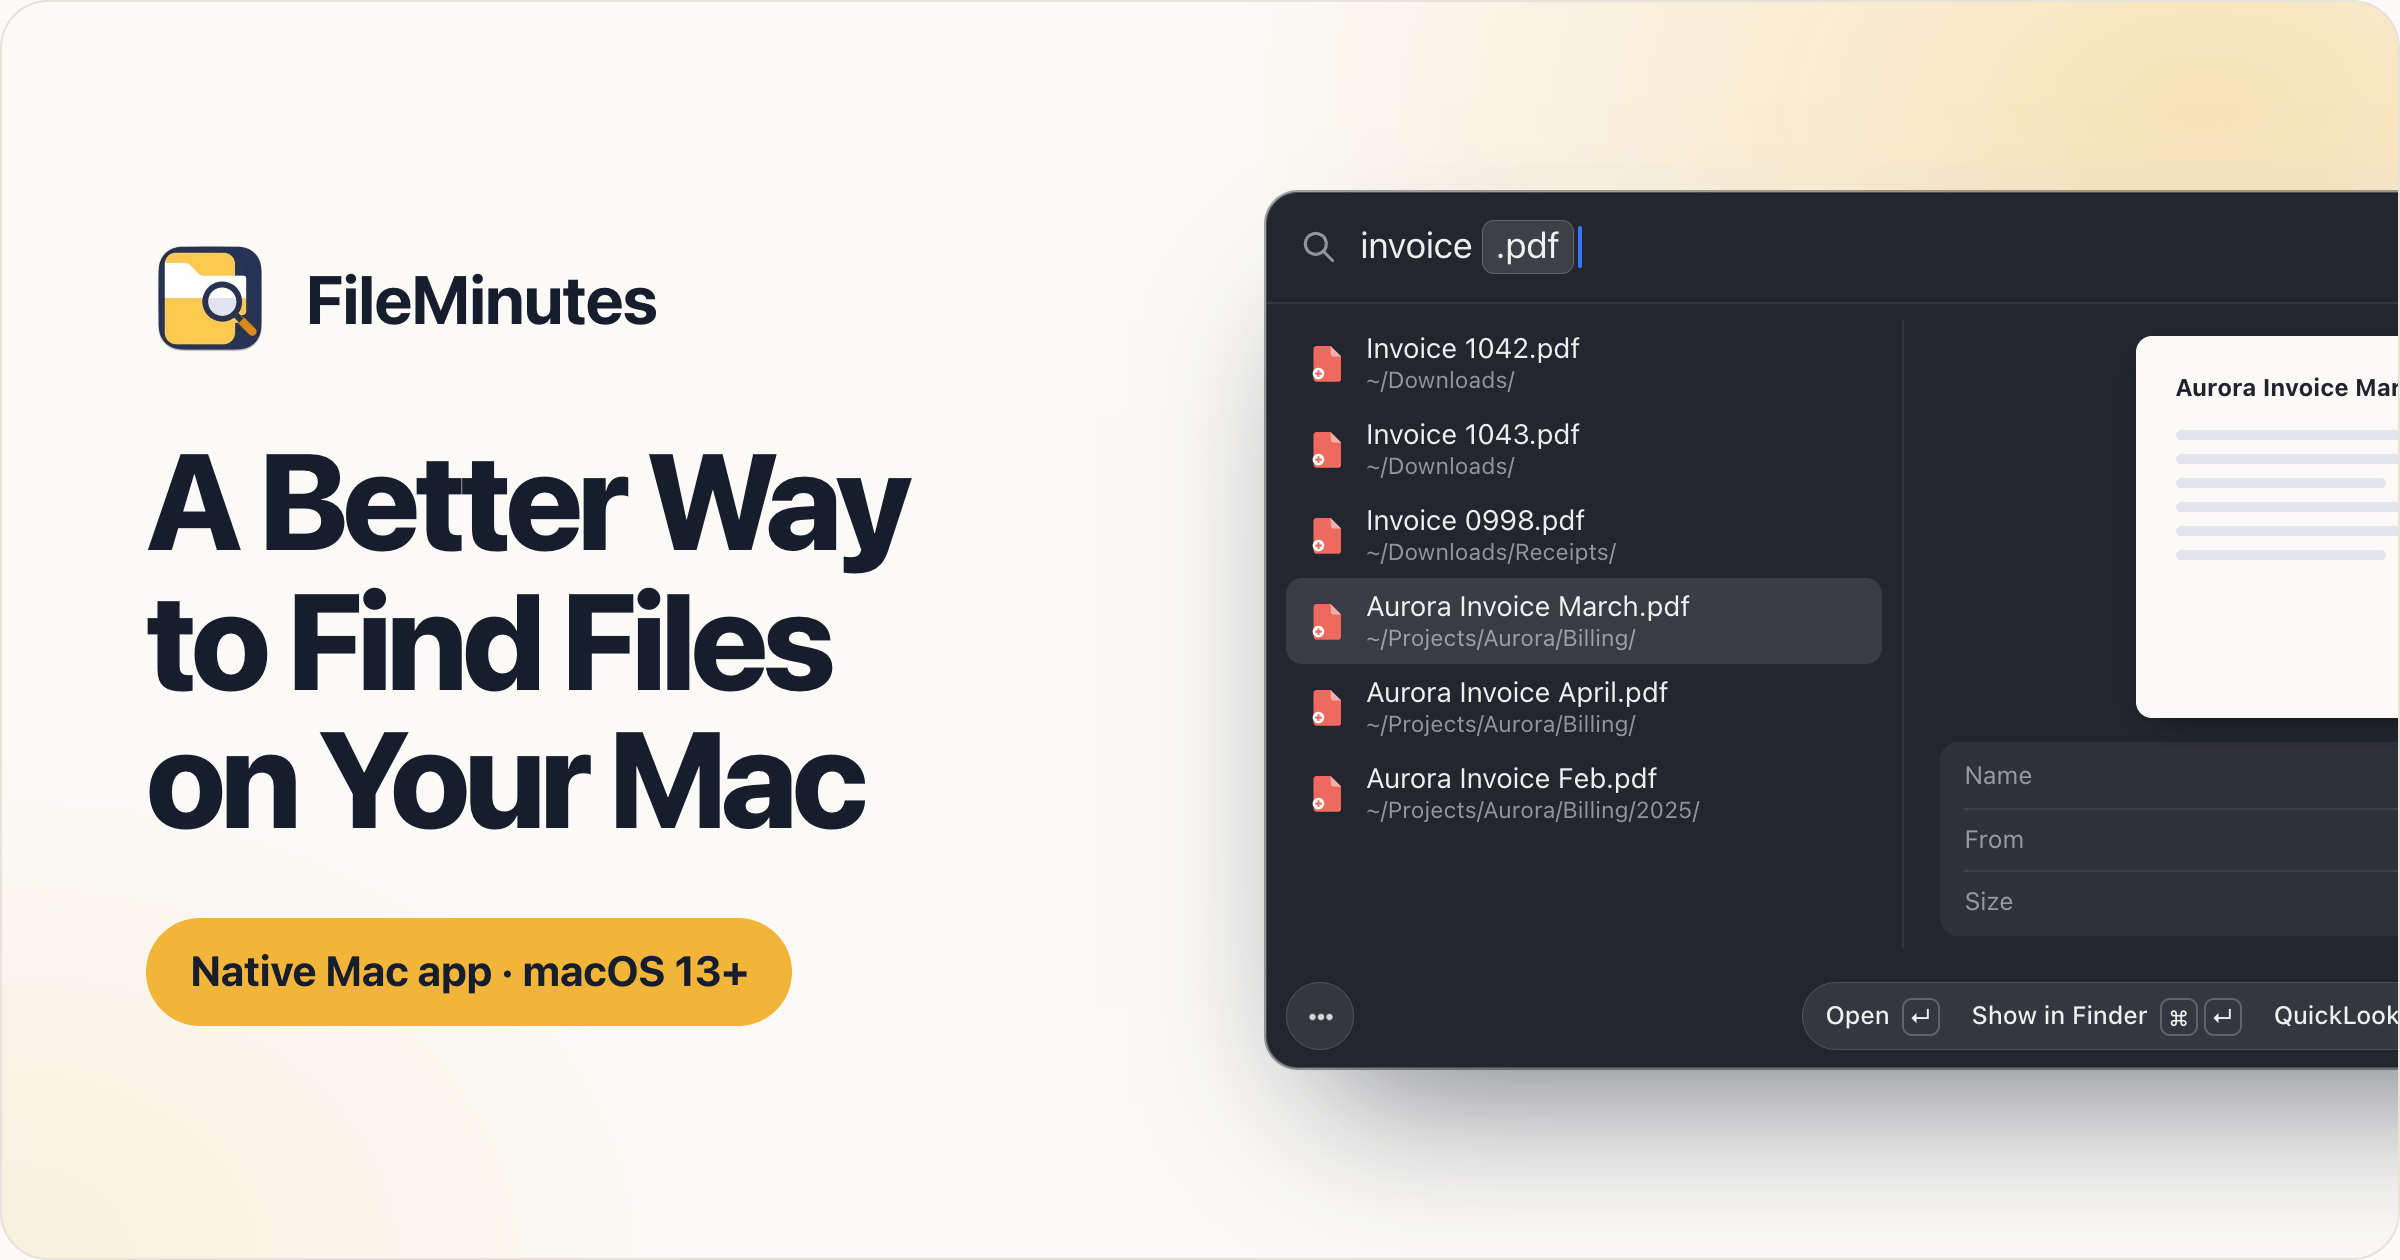 FileMinutes
A Better Way
to Find Files
on Your Mac
Native Mac app · macOS 13+
invoice .pdf
Invoice 1042.pdf
~/Downloads/
Invoice 1043.pdf
~/Downloads/
Invoice 0998.pdf
~/Downloads/Receipts/
Aurora Invoice March.pdf
~/Projects/Aurora/Billing/
Aurora Invoice April.pdf
~/Projects/Aurora/Billing/
Aurora Invoice Feb.pdf
~/Projects/Aurora/Billing/2025/
Aurora Invoice Mar
Name
From
Size
Open ↵ Show in Finder ⌘ ↵ QuickLook